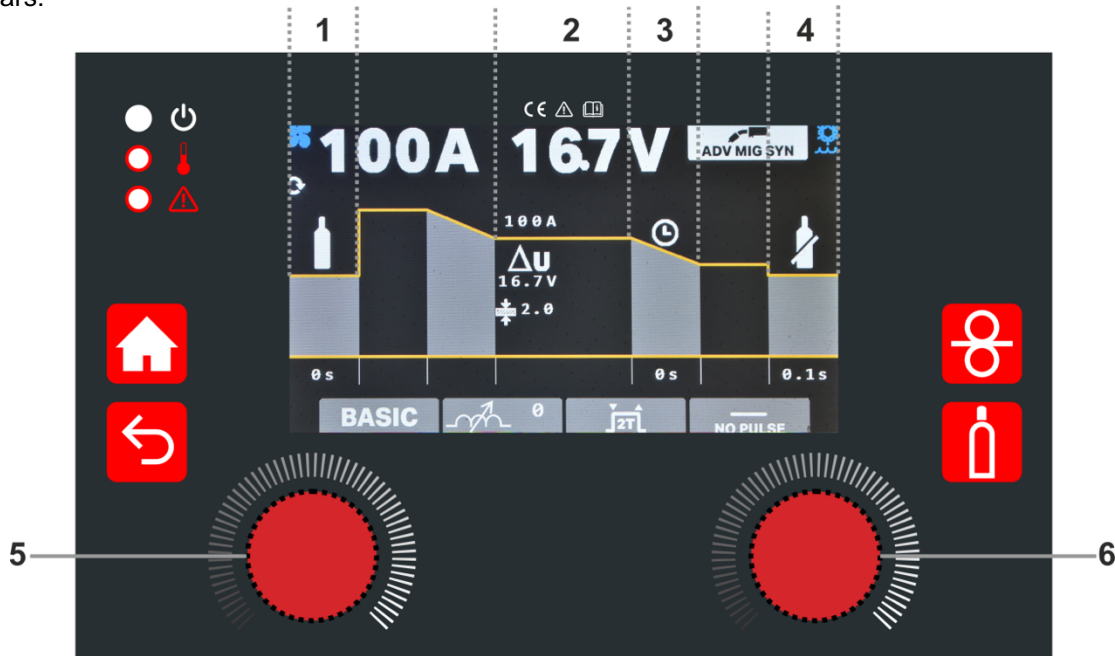 ars.
1 2 3 4
CE
100A 16.7V ADV MIG SYN
100A
ΔU
16.7V
2.0
0s 0s 0.1s
BASIC 0 2T NO PULSE
5 6